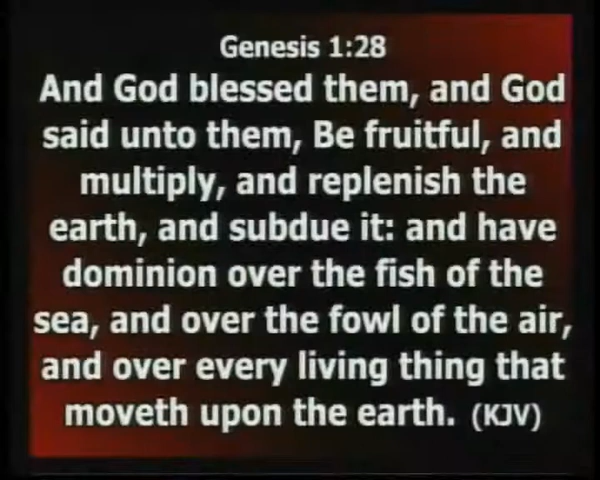 Genesis 1:28
And God blessed them, and God
said unto them, Be fruitful, and
multiply, and replenish the
earth, and subdue it: and have
dominion over the fish of the
sea, and over the fowl of the air,
and over every living thing that
moveth upon the earth. (KJV)